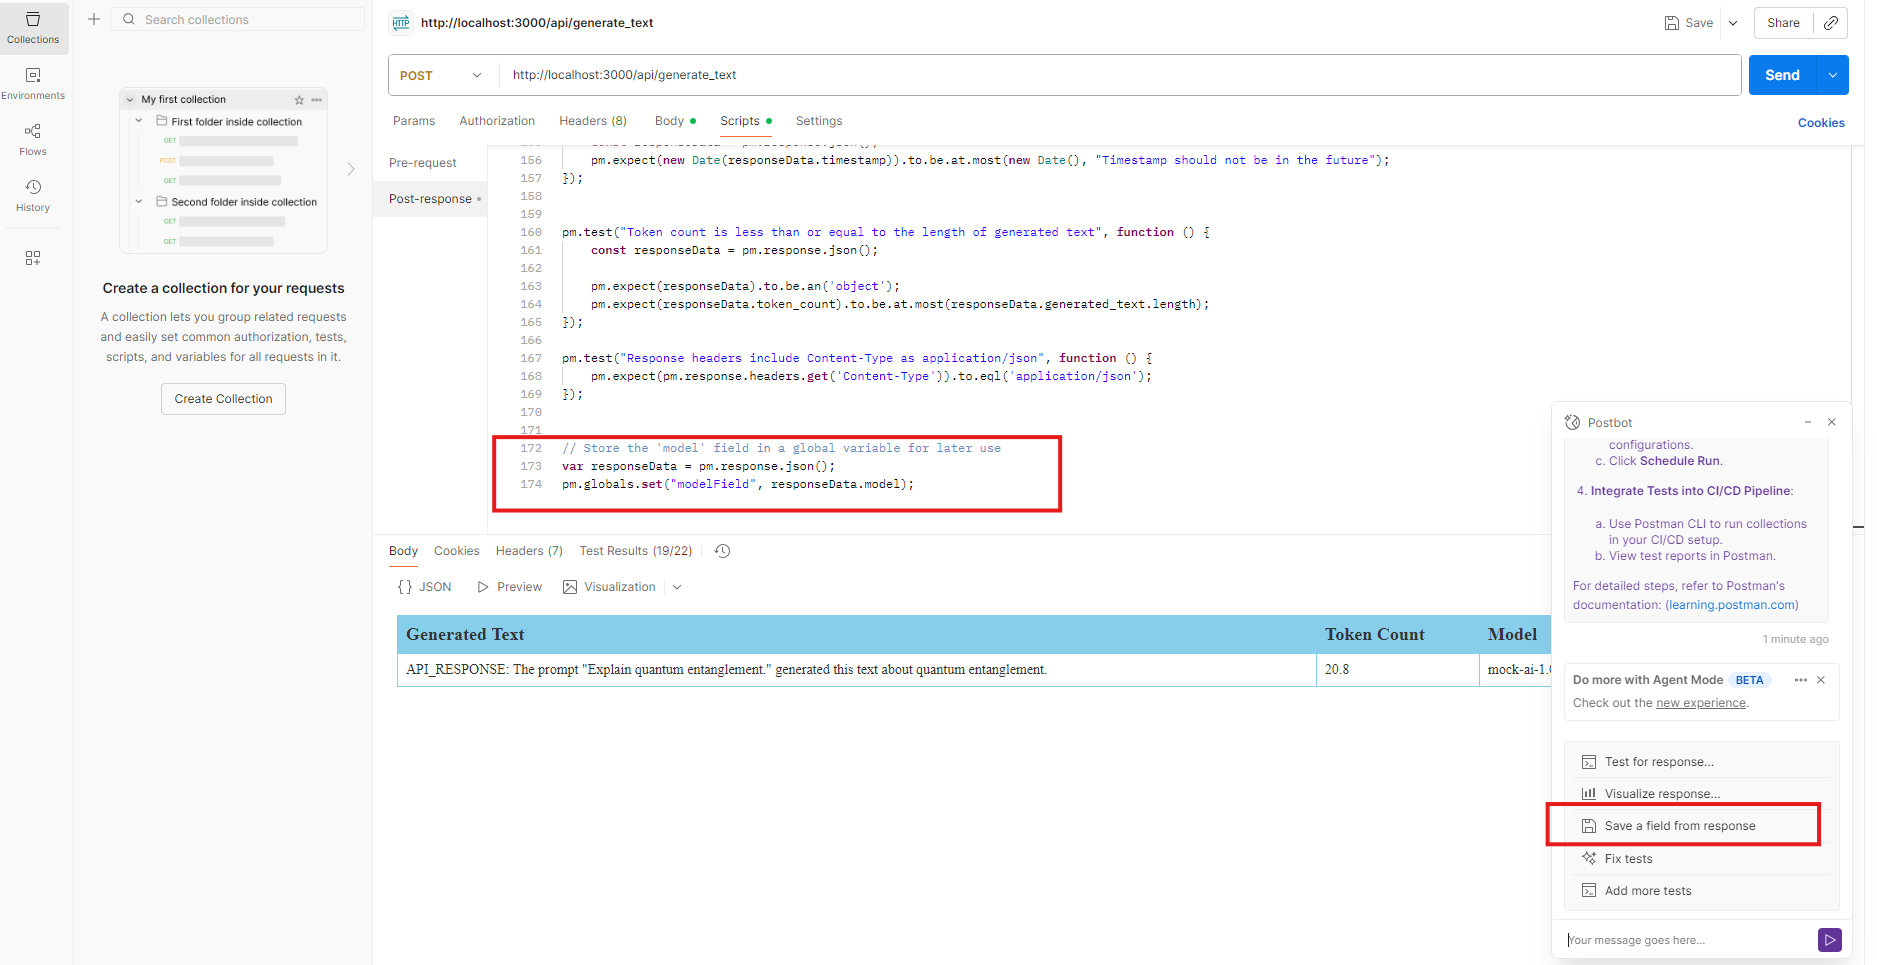 Collections
Environments
Flows
History
Search collections
My first collection
First folder inside collection
GET
POST
GET
Second folder inside collection
GET
GET
Create a collection for your requests
A collection lets you group related requests
and easily set common authorization, tests,
scripts, and variables for all requests in it.
Create Collection
HTTP
http://localhost:3000/api/generate_text
Save
Share
POST
http://localhost:3000/api/generate_text
Send
Params
Authorization
Headers (8)
Body
Scripts
Settings
Cookies
Pre-request
Post-response
156 pm.expect(new Date(responseData.timestamp)).to.be.at.most(new Date(), "Timestamp should not be in the future");
157 });
158
159
160 pm.test("Token count is less than or equal to the length of generated text", function () {
161 const responseData = pm.response.json();
162
163 pm.expect(responseData).to.be.an('object');
164 pm.expect(responseData.token_count).to.be.at.most(responseData.generated_text.length);
165 });
166
167 pm.test("Response headers include Content-Type as application/json", function () {
168 pm.expect(pm.response.headers.get('Content-Type')).to.eql('application/json');
169 });
170
171
172 // Store the 'model' field in a global variable for later use
173 var responseData = pm.response.json();
174 pm.globals.set("modelField", responseData.model);
Body
Cookies
Headers (7)
Test Results (19/22)
{} JSON
Preview
Visualization
Generated Text
Token Count
Model
API_RESPONSE: The prompt "Explain quantum entanglement." generated this text about quantum entanglement.
20.8
mock-ai-1.
Postbot
configurations.
c. Click Schedule Run.
4. Integrate Tests into CI/CD Pipeline:
a. Use Postman CLI to run collections
in your CI/CD setup.
b. View test reports in Postman.
For detailed steps, refer to Postman's
documentation: (learning.postman.com)
1 minute ago
Do more with Agent Mode BETA
Check out the new experience.
Test for response...
Visualize response...
Save a field from response
Fix tests
Add more tests
Your message goes here...